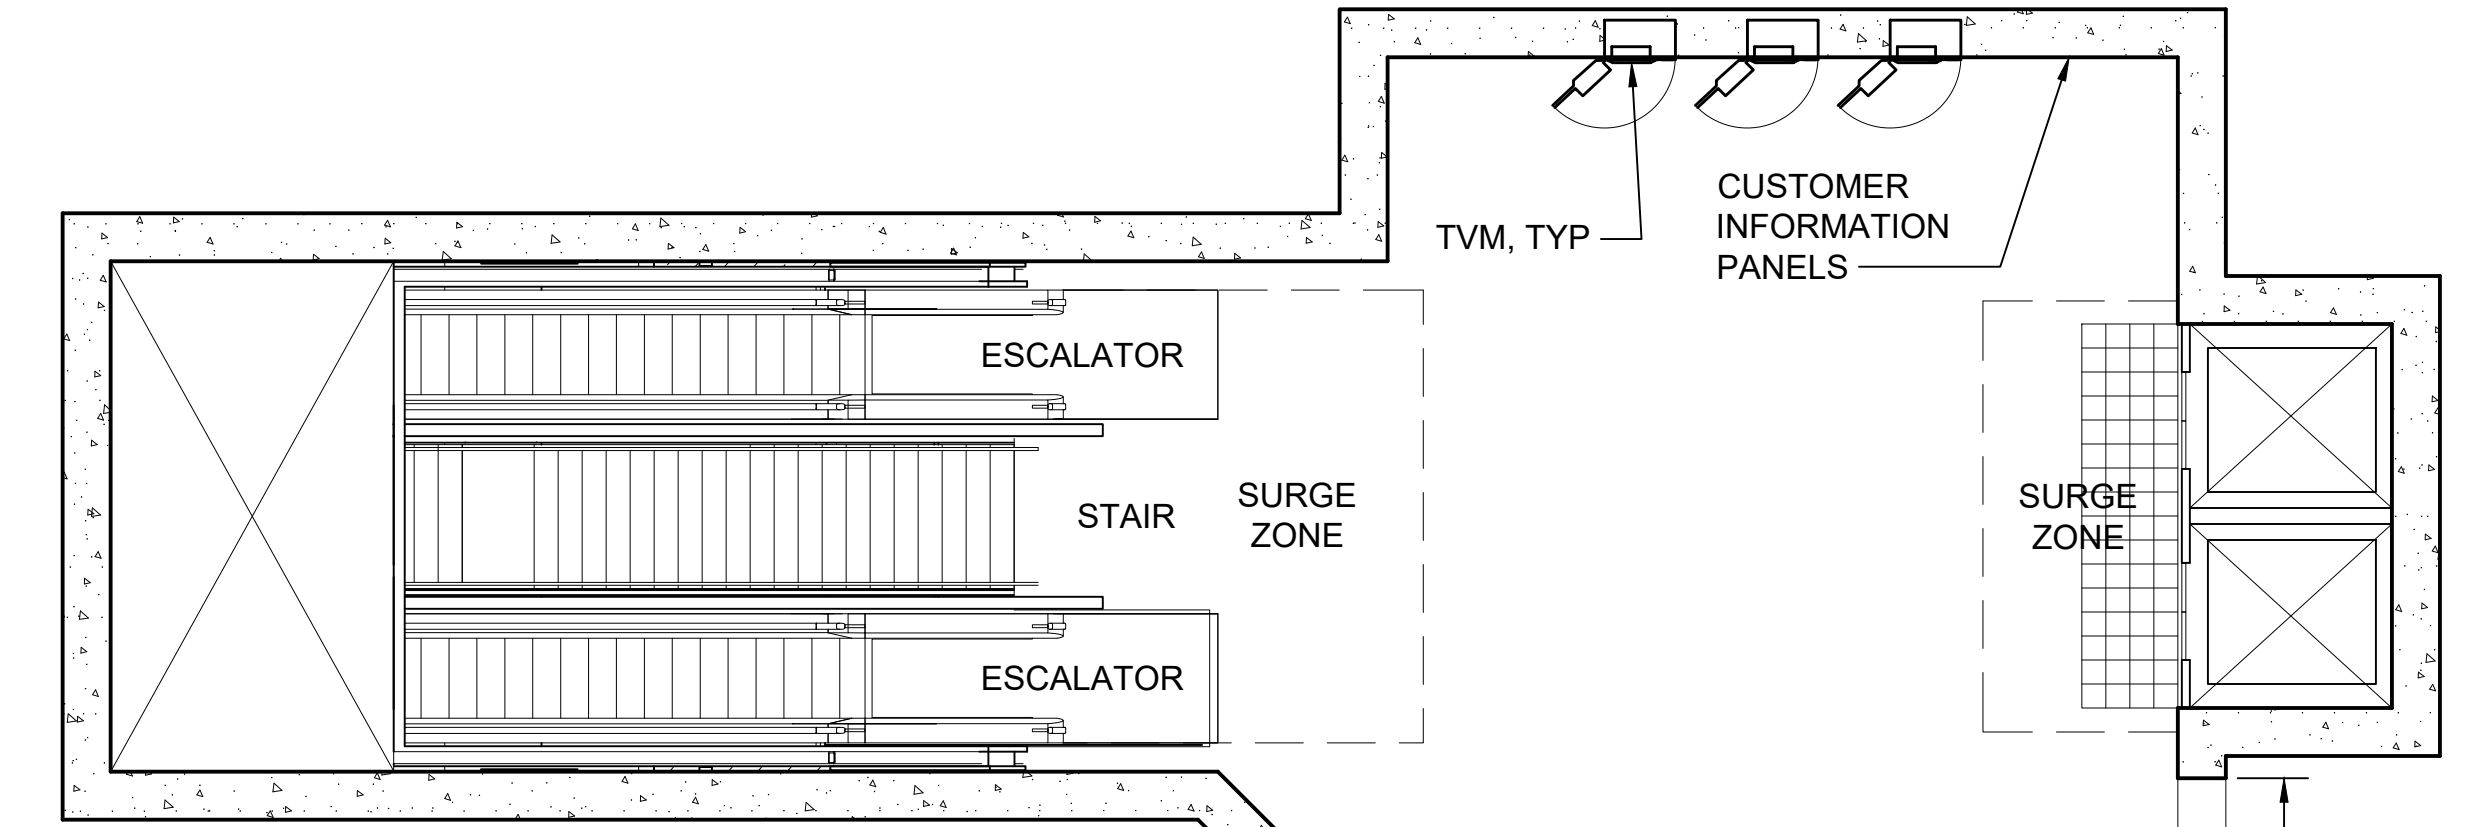 CUSTOMER
INFORMATION
PANELS
TVM, TYP
ESCALATOR
STAIR
SURGE
ZONE
SURGE
ZONE
ESCALATOR